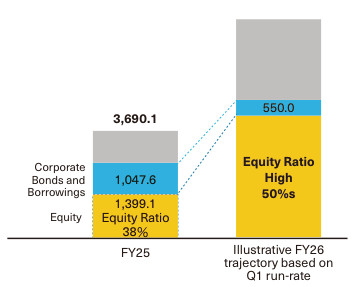 3,690.1
550.0
Corporate
Bonds and
Borrowings
1,047.6
Equity Ratio
High
50%s
Equity
1,399.1
Equity Ratio
38%
FY25
Illustrative FY26
trajectory based on
Q1 run-rate